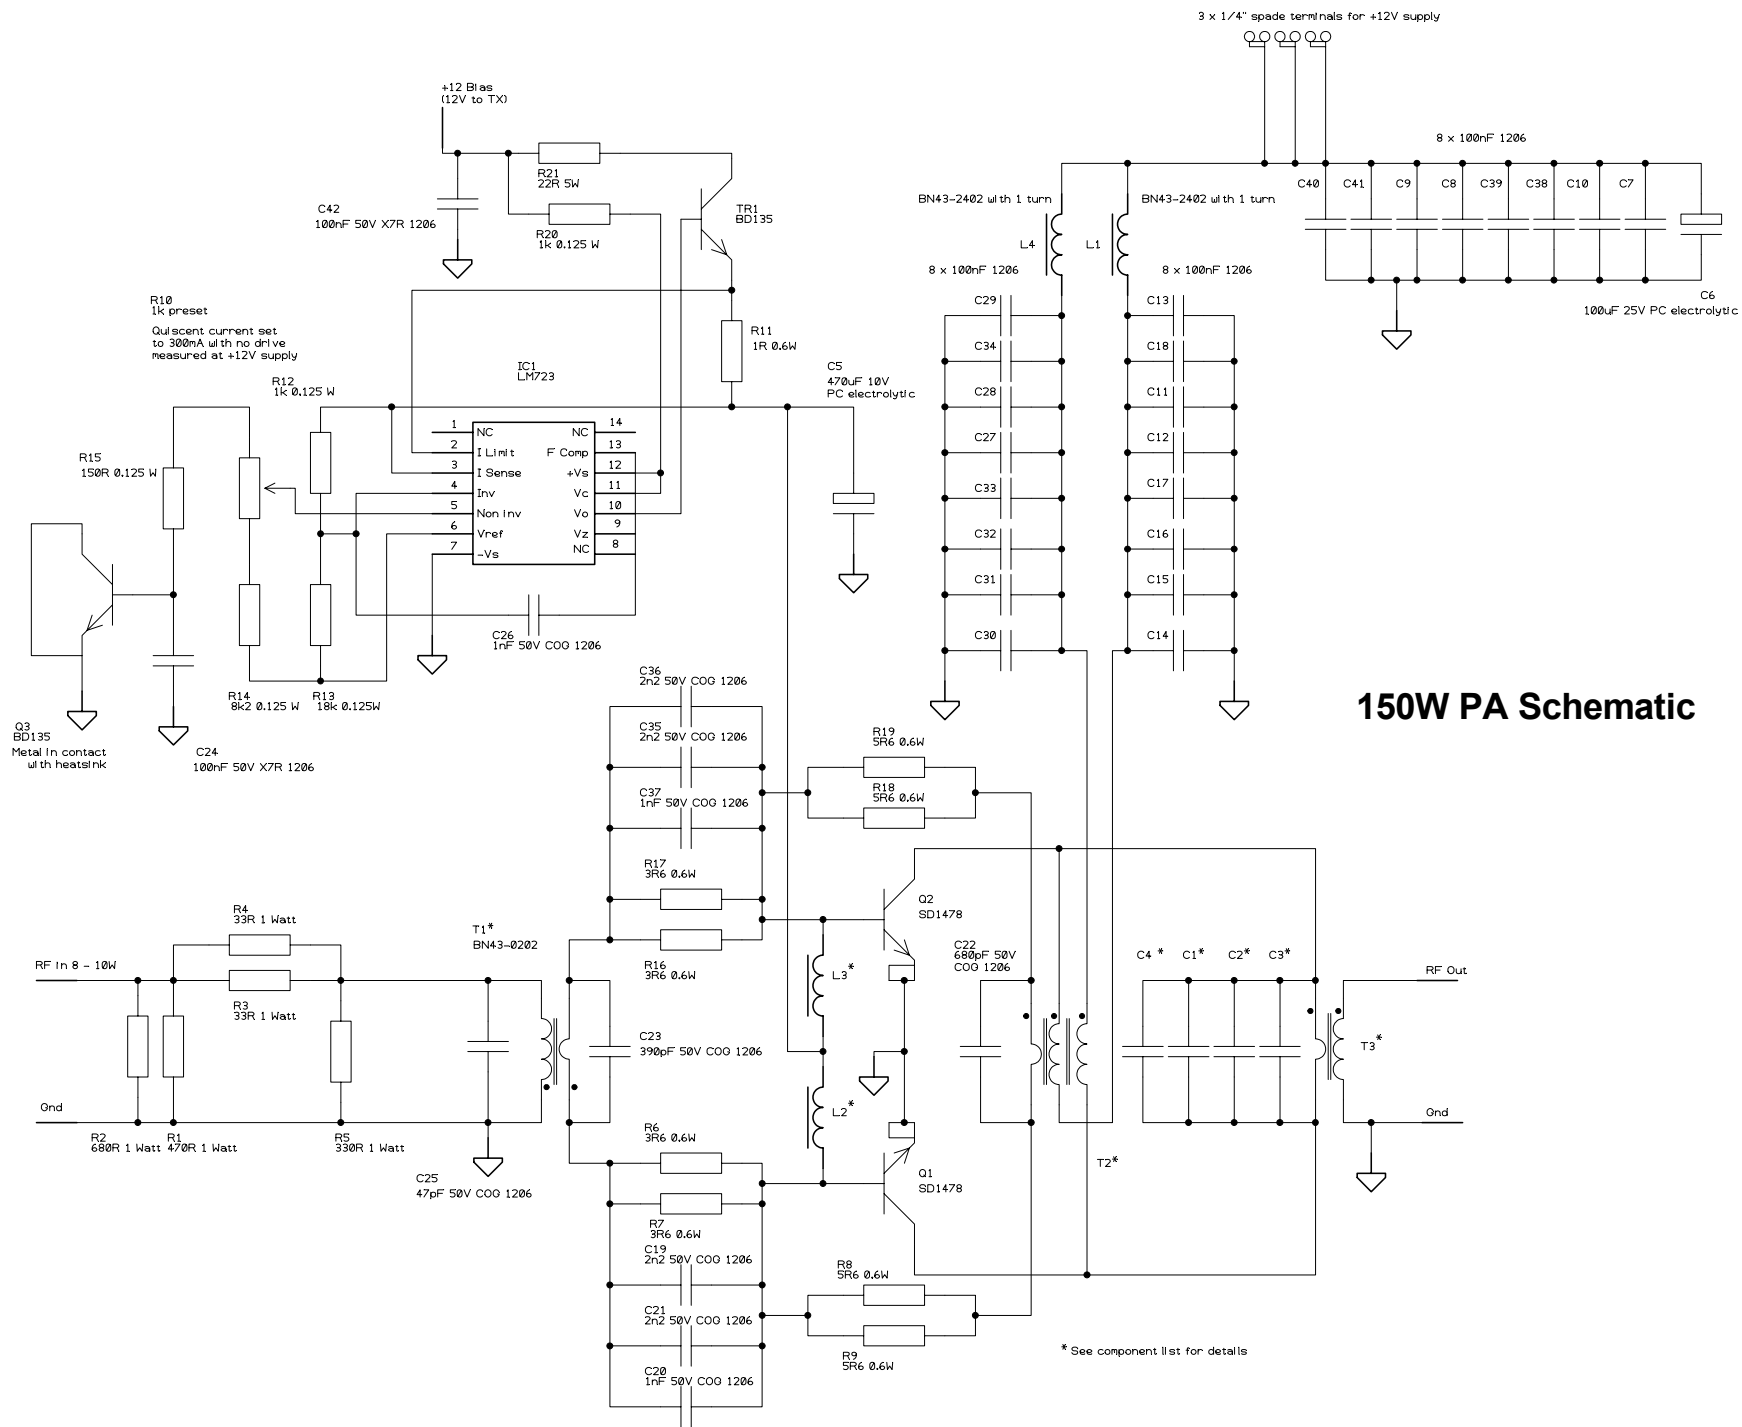 3 x 1/4" spade terminals for +12V supply
+12 Bias
(12V to TX)
8 x 100nF 1206
R21
22R 5W
C40
C41
C9
C8
C39
C38
C10
C7
BN43-2402 with 1 turn
BN43-2402 with 1 turn
C42
100nF 50V X7R 1206
TR1
BD135
R20
1k 0.125 W
L4
L1
8 x 100nF 1206
8 x 100nF 1206
C6
100uF 25V PC electrolytic
R10
1k preset
Quiscent current set
to 300mA with no drive
measured at +12V supply
R11
1R 0.6W
C29
C34
C28
C27
C33
C32
C31
C30
C13
C18
C11
C12
C17
C16
C15
C14
IC1
LM723
C5
470uF 10V
PC electrolytic
R12
1k 0.125 W
R15
150R 0.125 W
1
2
3
4
5
6
7
NC
I Limit
I Sense
Inv
Non Inv
Vref
-Vs
NC
F Comp
+Vs
Vc
Vo
Vz
NC
14
13
12
11
10
9
8
C26
1nF 50V COG 1206
R14
8k2 0.125 W
R13
18k 0.125W
Q3
BD135
Metal in contact
with heatsink
C24
100nF 50V X7R 1206
150W PA Schematic
C36
2n2 50V COG 1206
C35
2n2 50V COG 1206
C37
1nF 50V COG 1206
R19
5R6 0.6W
R18
5R6 0.6W
R17
3R6 0.6W
R16
3R6 0.6W
Q2
SD1478
R4
33R 1 Watt
R3
33R 1 Watt
T1*
BN43-0202
RF in 8 - 10W
L3*
C22
680pF 50V
COG 1206
C4 *
C1*
C2*
C3*
RF Out
C23
390pF 50V COG 1206
T3*
Gnd
L2*
Gnd
R2
680R 1 Watt
R1
470R 1 Watt
R5
330R 1 Watt
R6
3R6 0.6W
T2*
C25
47pF 50V COG 1206
Q1
SD1478
R7
3R6 0.6W
C19
2n2 50V COG 1206
R8
5R6 0.6W
C21
2n2 50V COG 1206
R9
5R6 0.6W
C20
1nF 50V COG 1206
* See component list for details